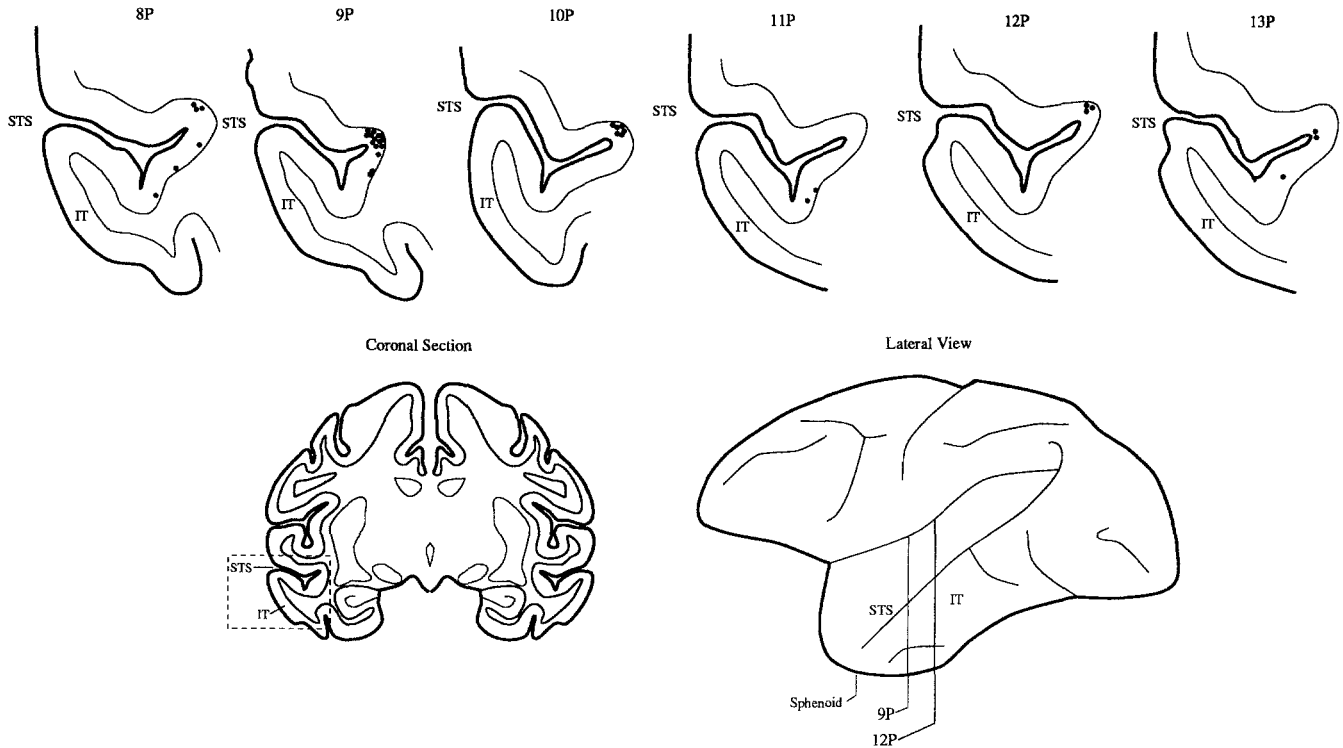 8P 9P 10P 11P 12P 13P
STS STS STS STS STS STS
IT IT IT IT IT IT
Coronal Section Lateral View
STS
IT
STS IT
Sphenoid
9P
12P